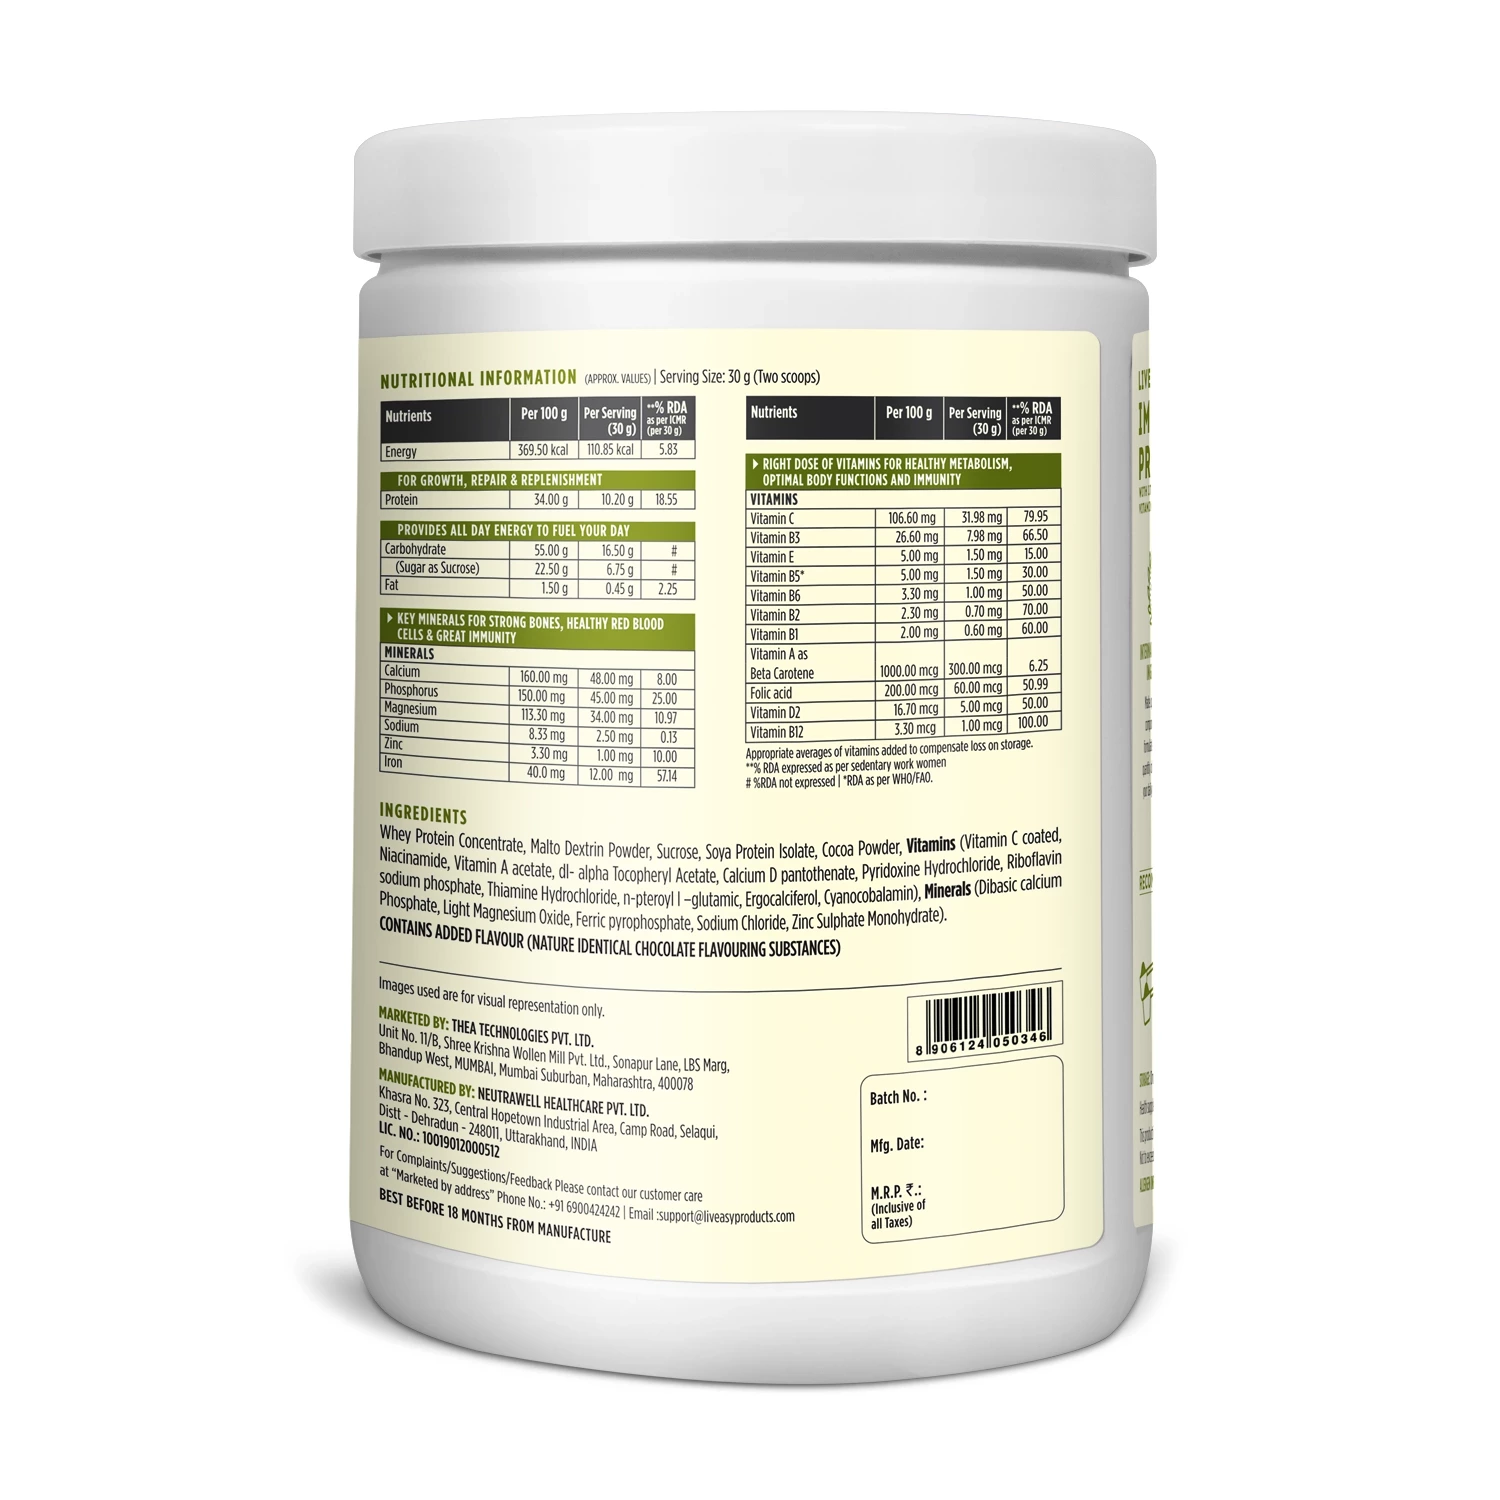 NUTRITIONAL INFORMATION (APPROX. VALUES) | Serving Size: 30 g (Two scoops)
Nutrients Per 100 g Per Serving (30 g) **% RDA as per ICMR (per 30 g)
Energy 369.50 kcal 110.85 kcal 5.83
FOR GROWTH, REPAIR & REPLENISHMENT
Protein 34.00 g 10.20 g 18.55
PROVIDES ALL DAY ENERGY TO FUEL YOUR DAY
Carbohydrate 55.00 g 16.50 g #
(Sugar as Sucrose) 22.50 g 6.75 g #
Fat 1.50 g 0.45 g 2.25
KEY MINERALS FOR STRONG BONES, HEALTHY RED BLOOD
CELLS & GREAT IMMUNITY
MINERALS
Calcium 160.00 mg 48.00 mg 8.00
Phosphorus 150.00 mg 45.00 mg 25.00
Magnesium 113.30 mg 34.00 mg 10.97
Sodium 8.33 mg 2.50 mg 0.13
Zinc 3.30 mg 1.00 mg 10.00
Iron 40.0 mg 12.00 mg 57.14
Nutrients Per 100 g Per Serving (30 g) **% RDA as per ICMR (per 30 g)
RIGHT DOSE OF VITAMINS FOR HEALTHY METABOLISM,
OPTIMAL BODY FUNCTIONS AND IMMUNITY
VITAMINS
Vitamin C 106.60 mg 31.98 mg 79.95
Vitamin B3 26.60 mg 7.98 mg 66.50
Vitamin E 5.00 mg 1.50 mg 15.00
Vitamin B5* 5.00 mg 1.50 mg 30.00
Vitamin B6 3.30 mg 1.00 mg 50.00
Vitamin B2 2.30 mg 0.70 mg 70.00
Vitamin B1 2.00 mg 0.60 mg 60.00
Vitamin A as
Beta Carotene 1000.00 mcg 300.00 mcg 6.25
Folic acid 200.00 mcg 60.00 mcg 50.99
Vitamin D2 16.70 mcg 5.00 mcg 50.00
Vitamin B12 3.30 mcg 1.00 mcg 100.00
Appropriate averages of vitamins added to compensate loss on storage.
**% RDA expressed as per sedentary work women
# %RDA not expressed | *RDA as per WHO/FAO.
INGREDIENTS
Whey Protein Concentrate, Malto Dextrin Powder, Sucrose, Soya Protein Isolate, Cocoa Powder, Vitamins (Vitamin C coated,
Niacinamide, Vitamin A acetate, dl- alpha Tocopheryl Acetate, Calcium D pantothenate, Pyridoxine Hydrochloride, Riboflavin
sodium phosphate, Thiamine Hydrochloride, n-pteroyl l –glutamic, Ergocalciferol, Cyanocobalamin), Minerals (Dibasic calcium
Phosphate, Light Magnesium Oxide, Ferric pyrophosphate, Sodium Chloride, Zinc Sulphate Monohydrate).
CONTAINS ADDED FLAVOUR (NATURE IDENTICAL CHOCOLATE FLAVOURING SUBSTANCES)
Images used are for visual representation only.
MARKETED BY: THEA TECHNOLOGIES PVT. LTD.
Unit No. 11/B, Shree Krishna Wollen Mill Pvt. Ltd., Sonapur Lane, LBS Marg,
Bhandup West, MUMBAI, Mumbai Suburban, Maharashtra, 400078
MANUFACTURED BY: NEUTRAWELL HEALTHCARE PVT. LTD.
Khasra No. 323, Central Hopetown Industrial Area, Camp Road, Selaqui,
Distt - Dehradun - 248011, Uttarakhand, INDIA
LIC. NO.: 10019012000512
For Complaints/Suggestions/Feedback Please contact our customer care
at "Marketed by address" Phone No.: +91 6900424242 | Email :support@liveasyproducts.com
BEST BEFORE 18 MONTHS FROM MANUFACTURE
8 906124 050346
Batch No. :
Mfg. Date:
M.R.P. ₹.:
(Inclusive of
all Taxes)